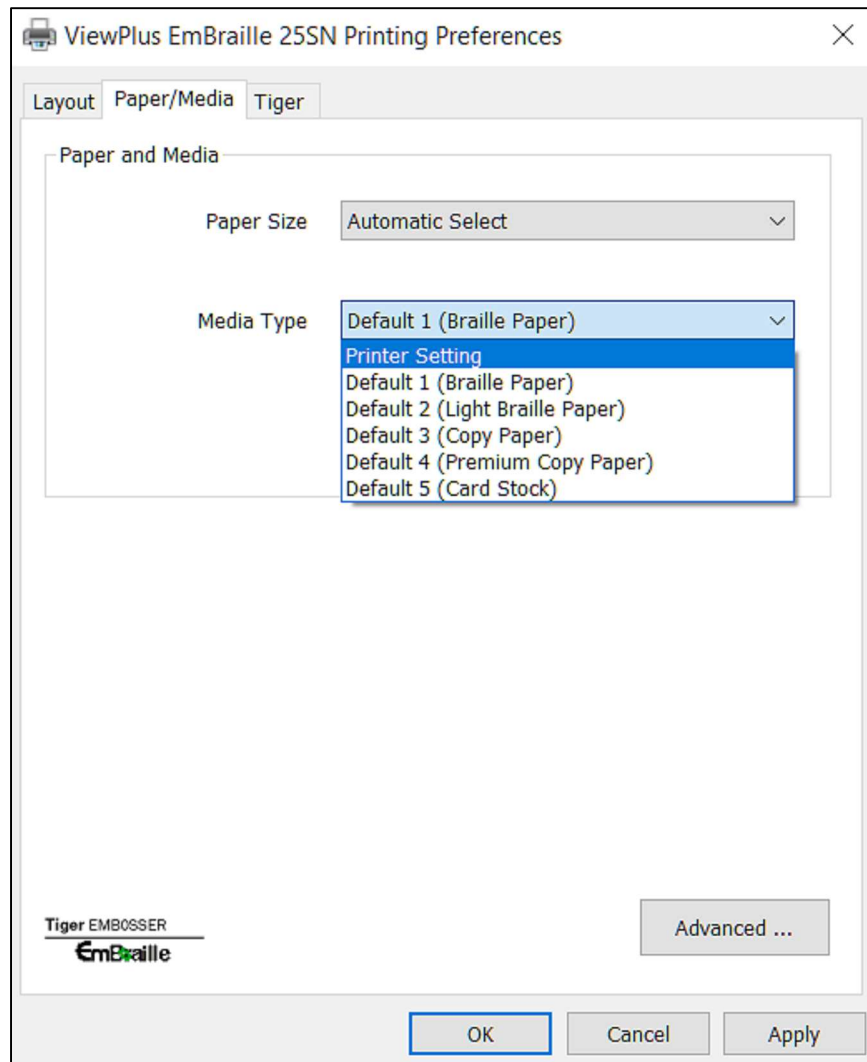 ViewPlus EmBraille 25SN Printing Preferences
Layout Paper/Media Tiger
Paper and Media
Paper Size Automatic Select
Media Type Default 1 (Braille Paper)
Printer Setting
Default 1 (Braille Paper)
Default 2 (Light Braille Paper)
Default 3 (Copy Paper)
Default 4 (Premium Copy Paper)
Default 5 (Card Stock)
Tiger EMBOSSER
EmBraille
Advanced ...
OK Cancel Apply